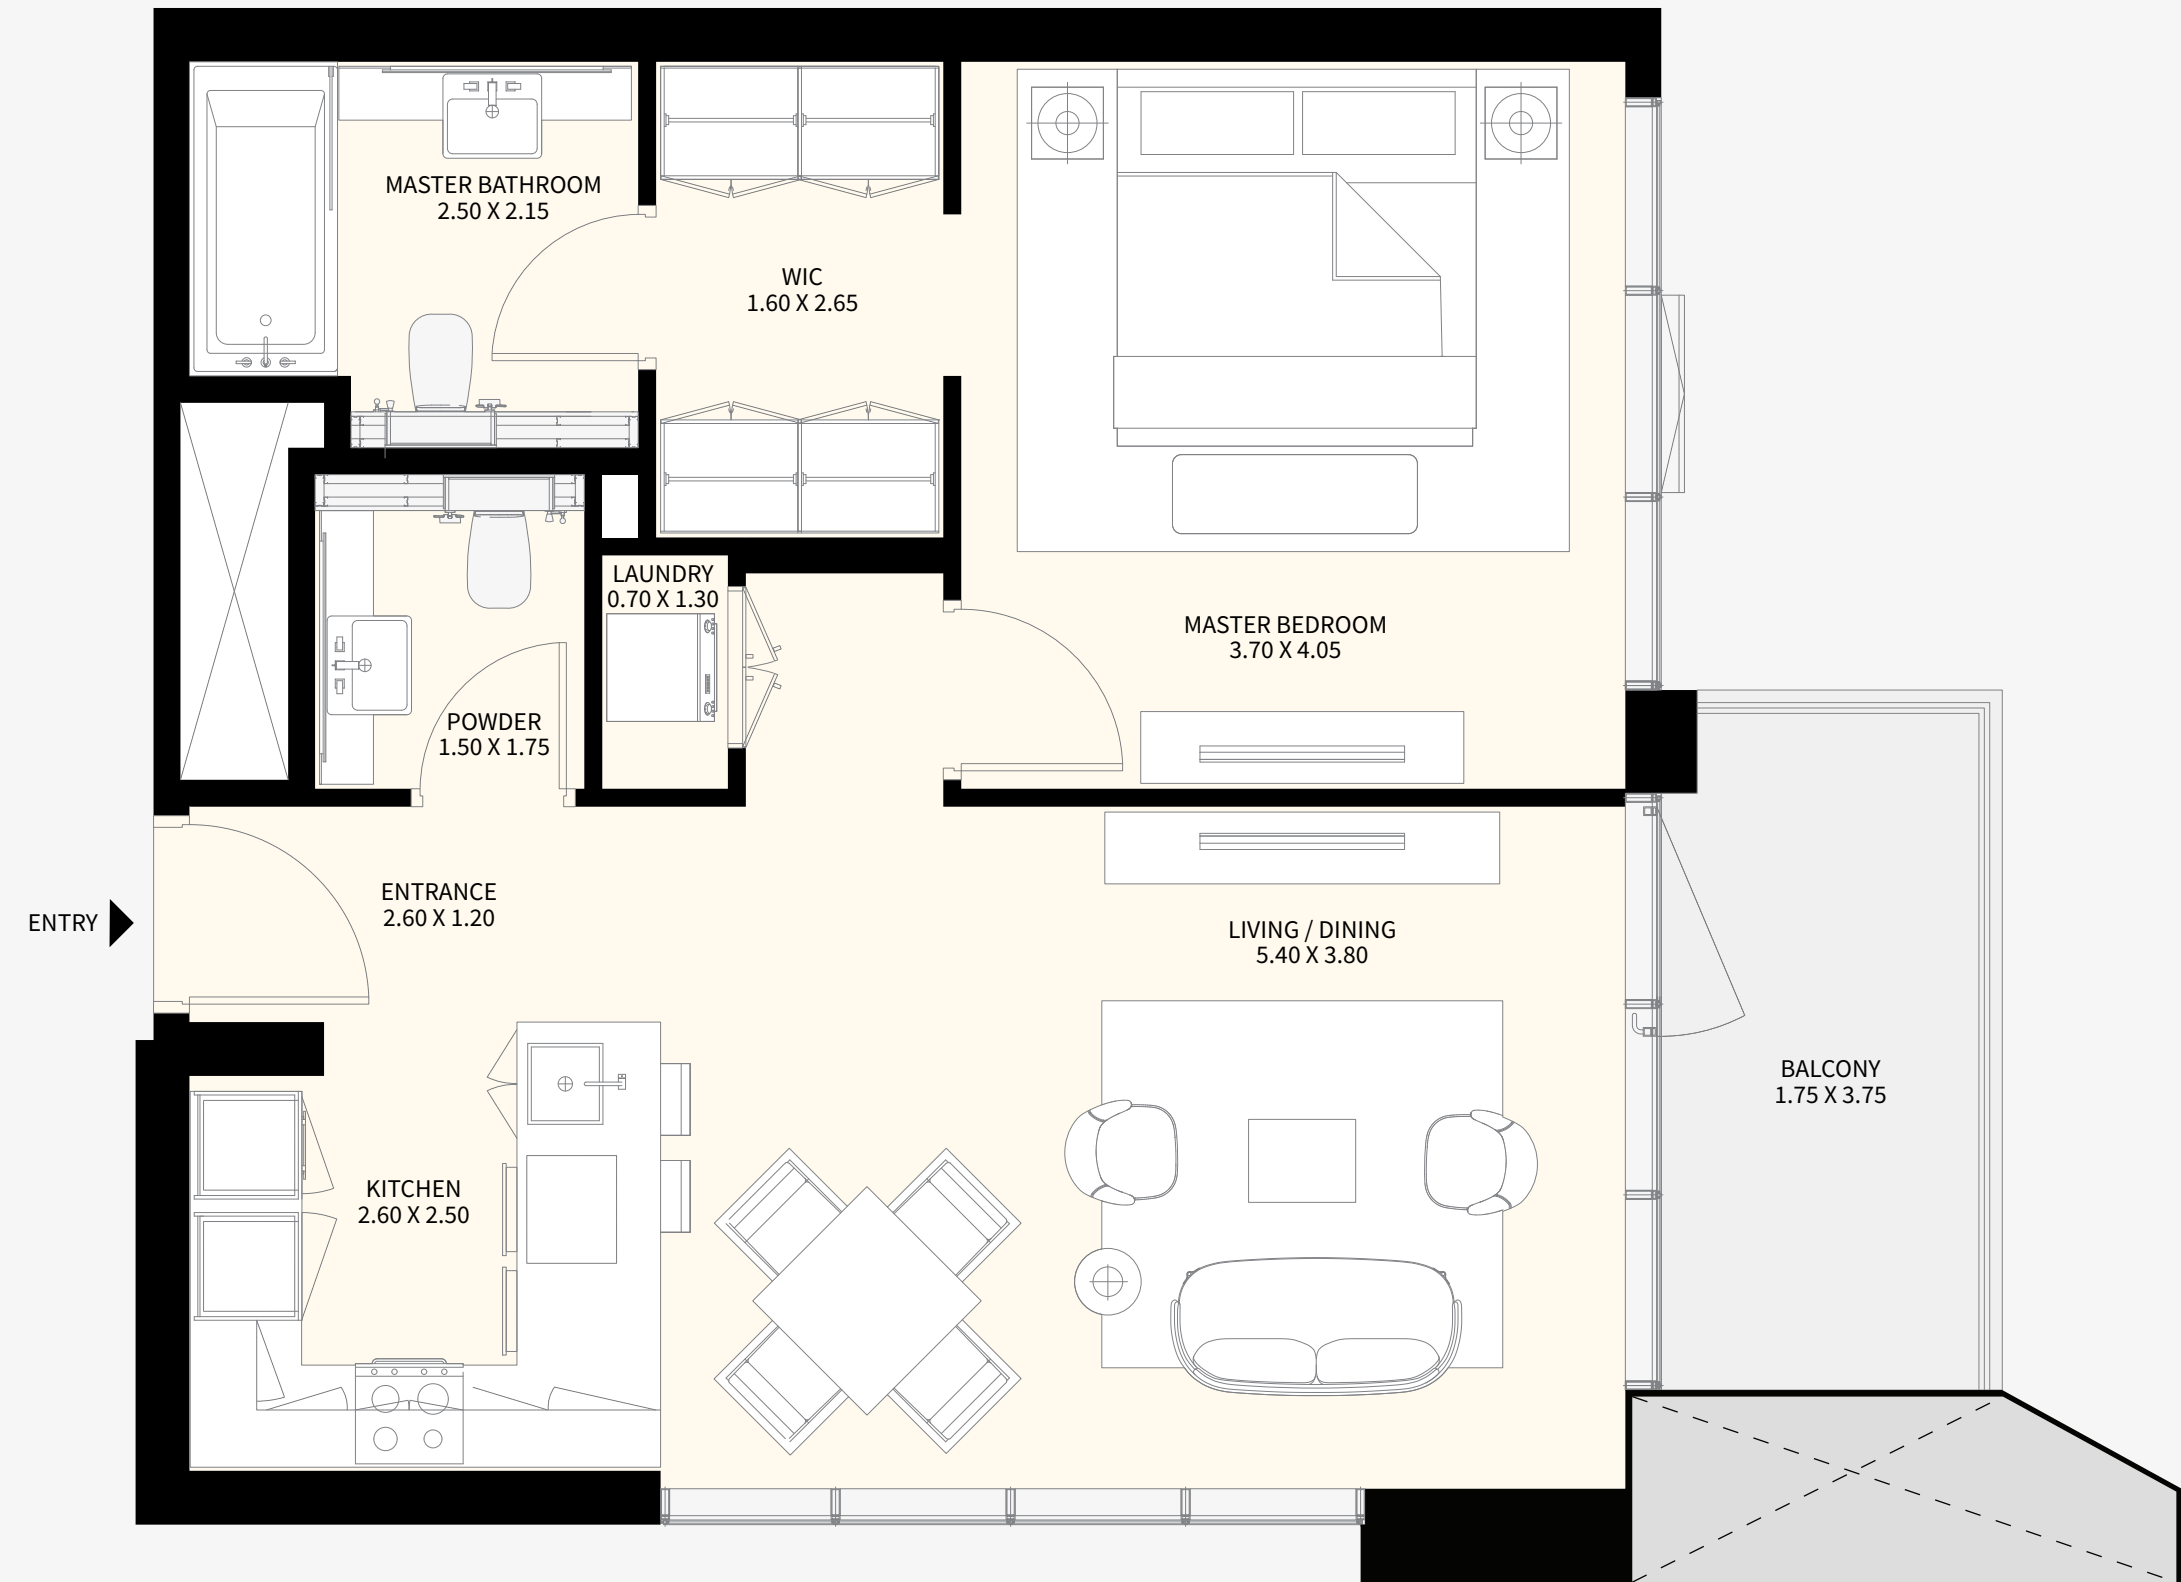 MASTER BATHROOM
2.50 X 2.15
WIC
1.60 X 2.65
LAUNDRY
0.70 X 1.30
MASTER BEDROOM
3.70 X 4.05
POWDER
1.50 X 1.75
ENTRY
ENTRANCE
2.60 X 1.20
LIVING / DINING
5.40 X 3.80
BALCONY
1.75 X 3.75
KITCHEN
2.60 X 2.50